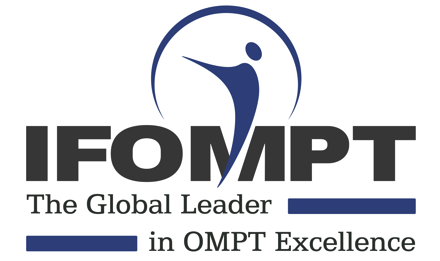 IFOMPT
The Global Leader
in OMPT Excellence